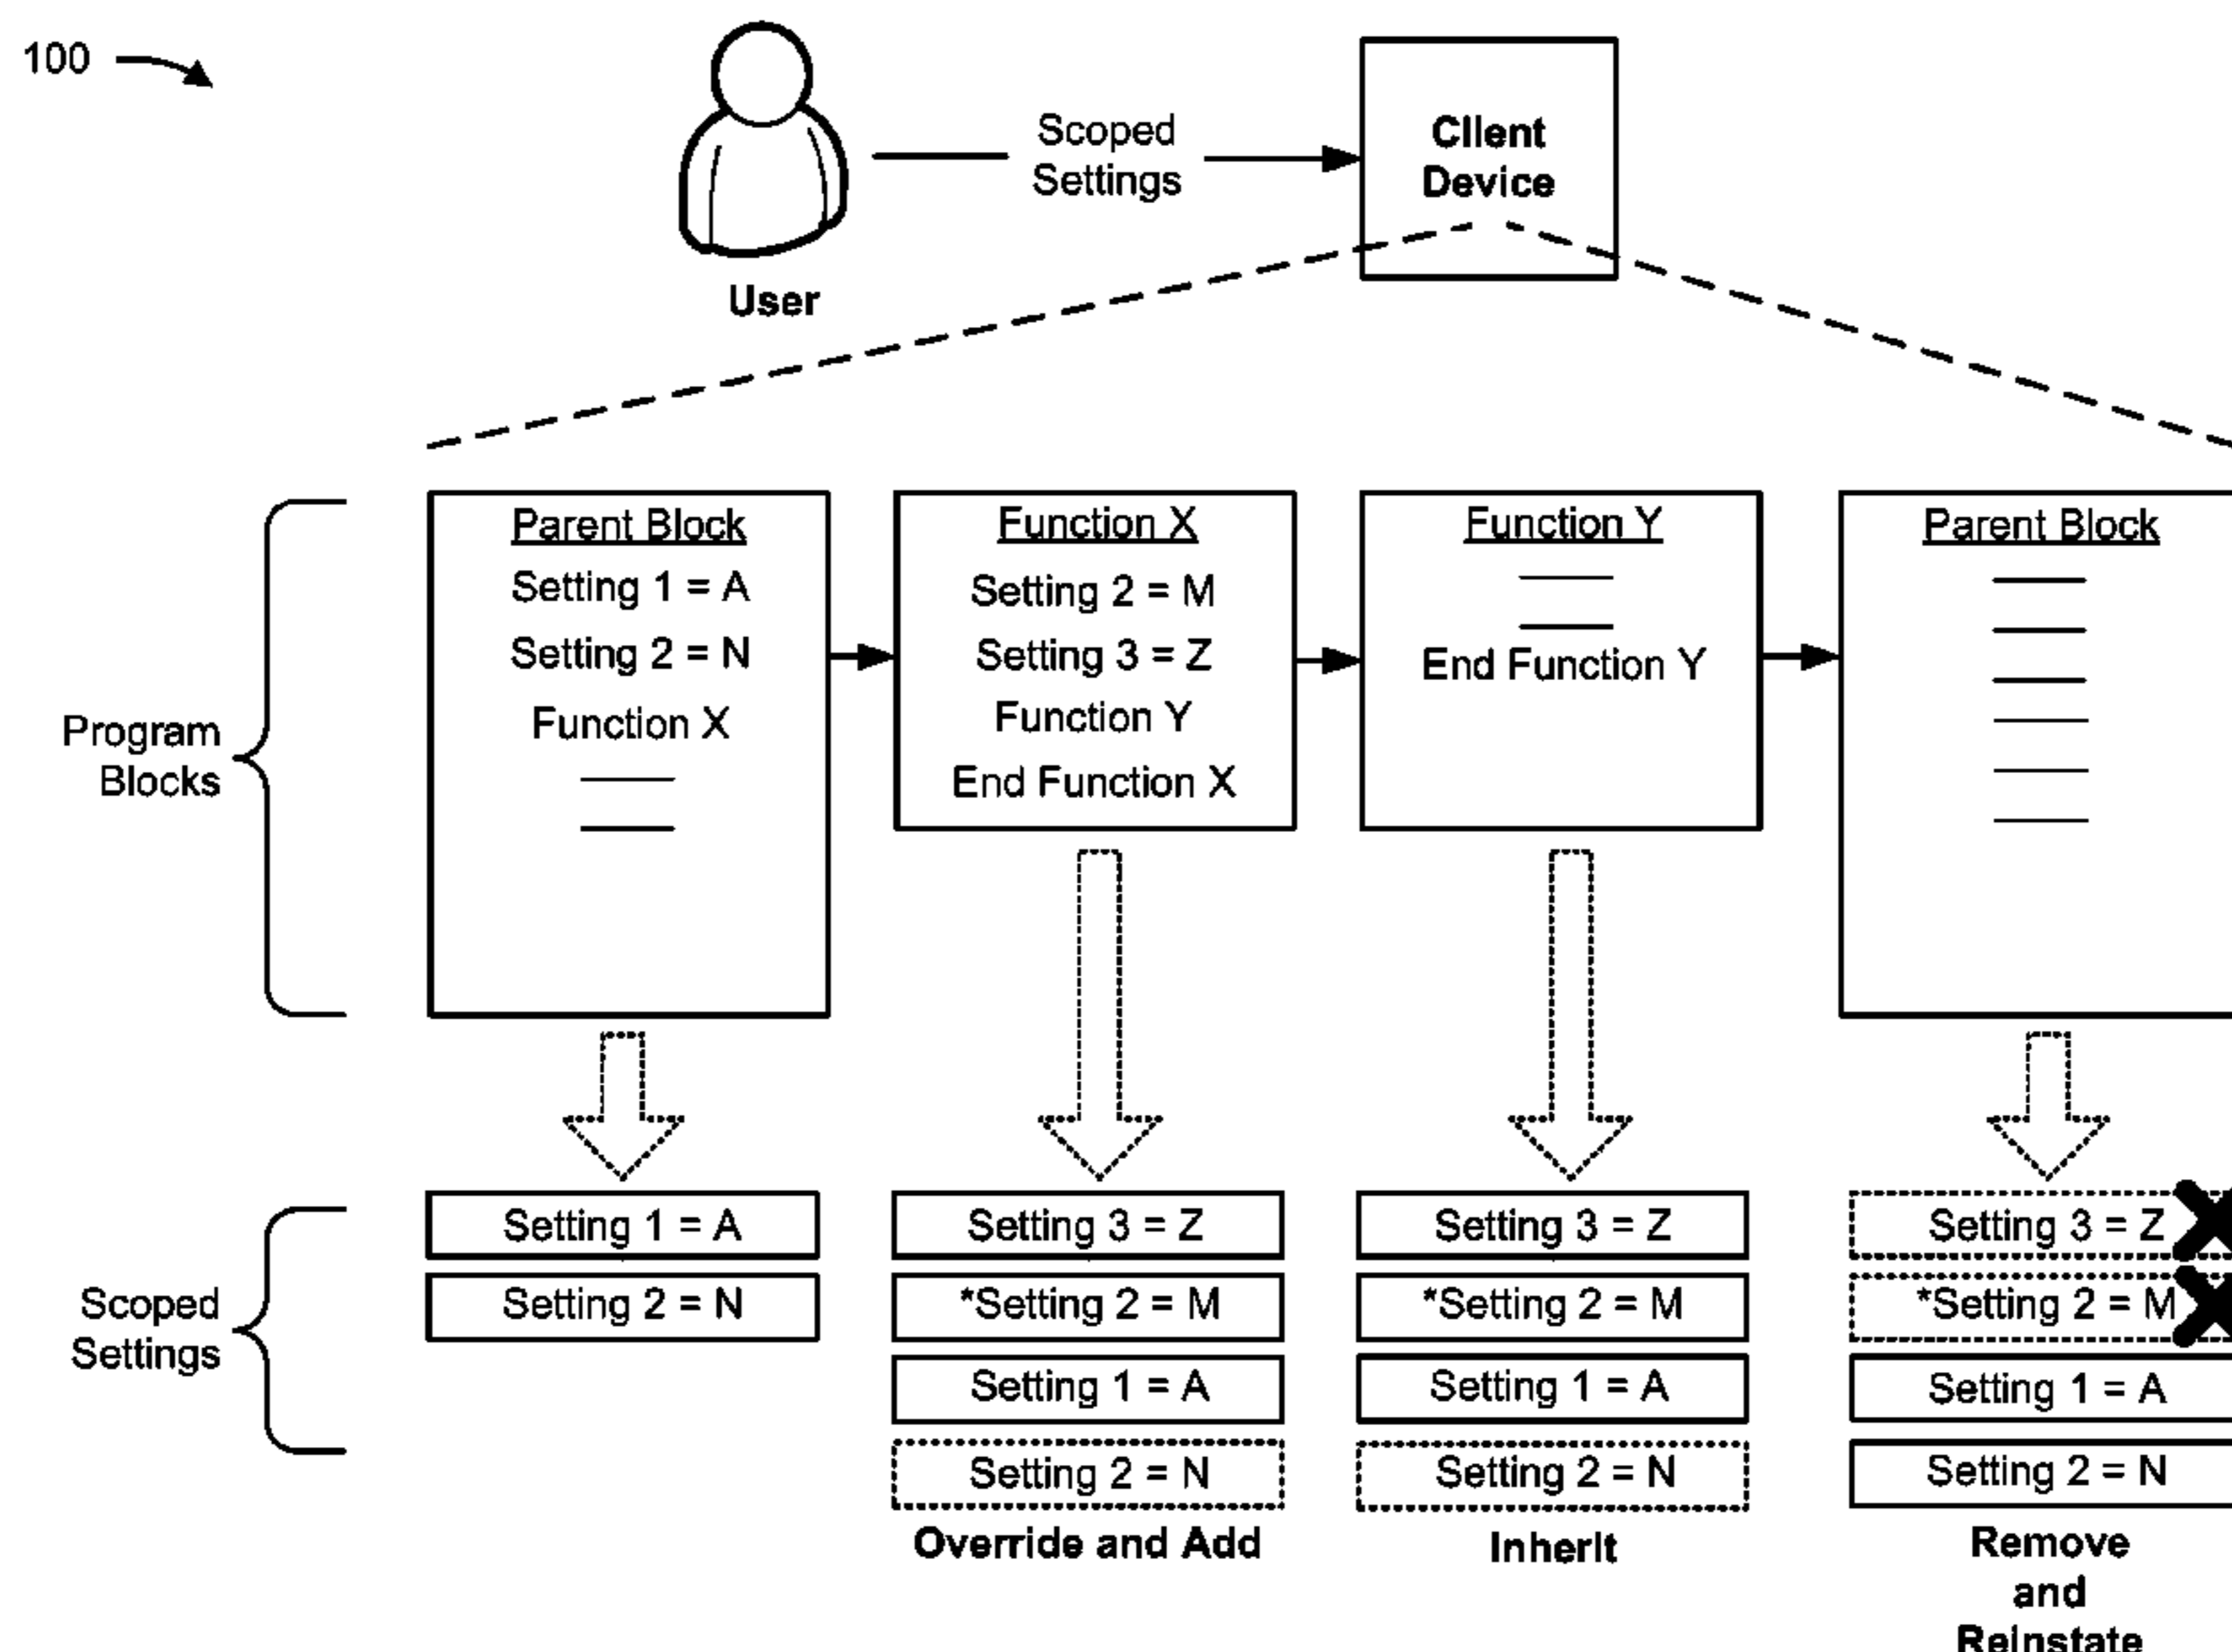 100
Scoped
Settings
Client
Device
User
Program
Blocks
Parent Block
Setting 1 = A
Setting 2 = N
Function X
Function X
Setting 2 = M
Setting 3 = Z
Function Y
End Function X
Function Y
End Function Y
Parent Block
Scoped
Settings
Setting 1 = A
Setting 2 = N
Setting 3 = Z
*Setting 2 = M
Setting 1 = A
Setting 2 = N
Override and Add
Setting 3 = Z
*Setting 2 = M
Setting 1 = A
Setting 2 = N
Inherit
Setting 3 = Z
*Setting 2 = M
Setting 1 = A
Setting 2 = N
Remove
and
Reinstate